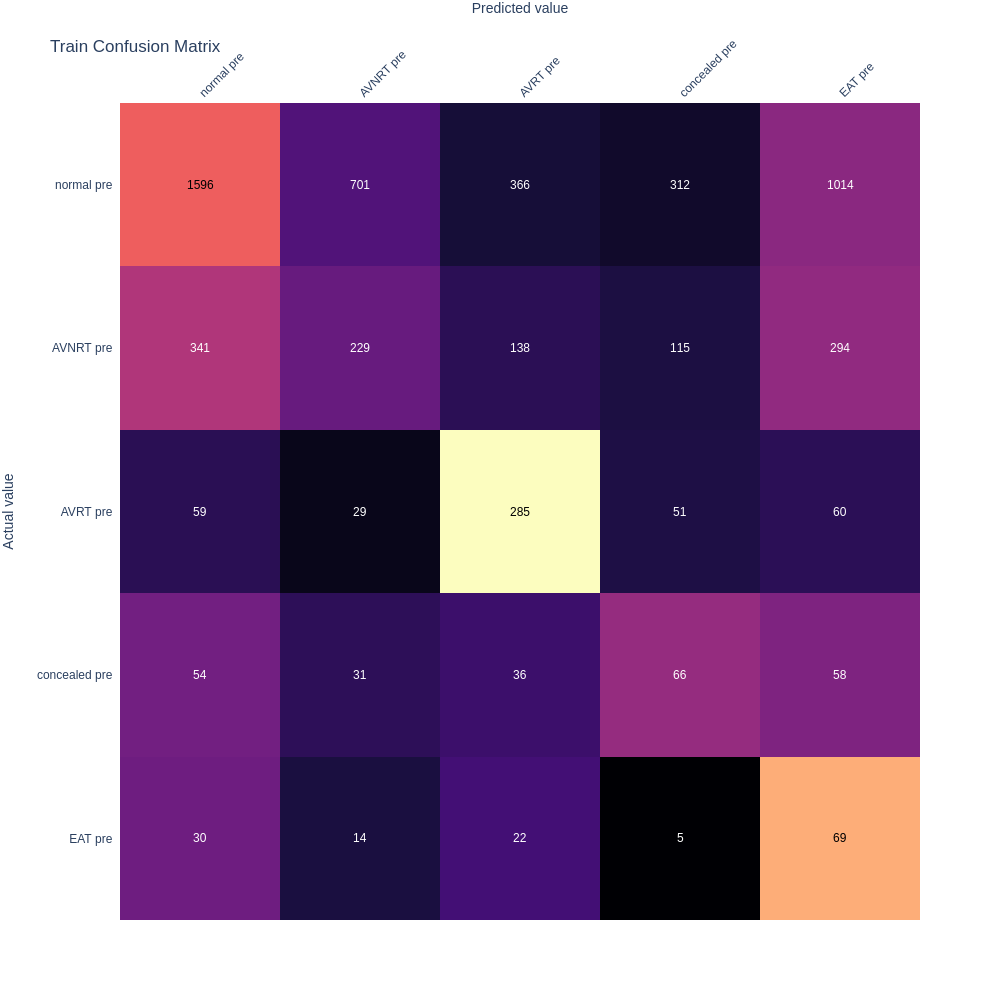 Predicted value
Train Confusion Matrix
normal pre AVNRT pre AVRT pre concealed pre EAT pre
normal pre 1596 701 366 312 1014
AVNRT pre 341 229 138 115 294
AVRT pre 59 29 285 51 60
concealed pre 54 31 36 66 58
EAT pre 30 14 22 5 69
Actual value